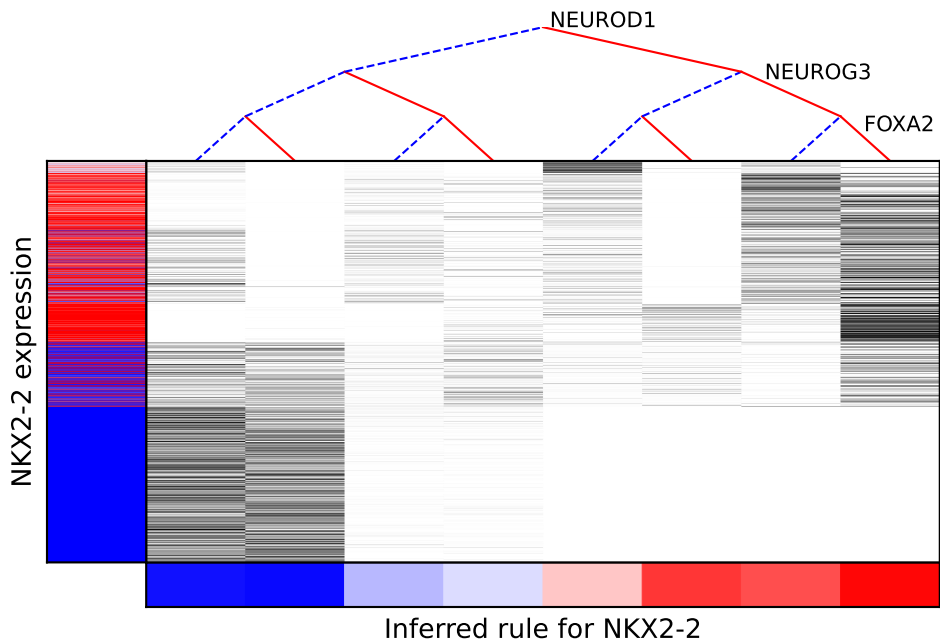 NEUROD1
NEUROG3
FOXA2
NKX2-2 expression
Inferred rule for NKX2-2